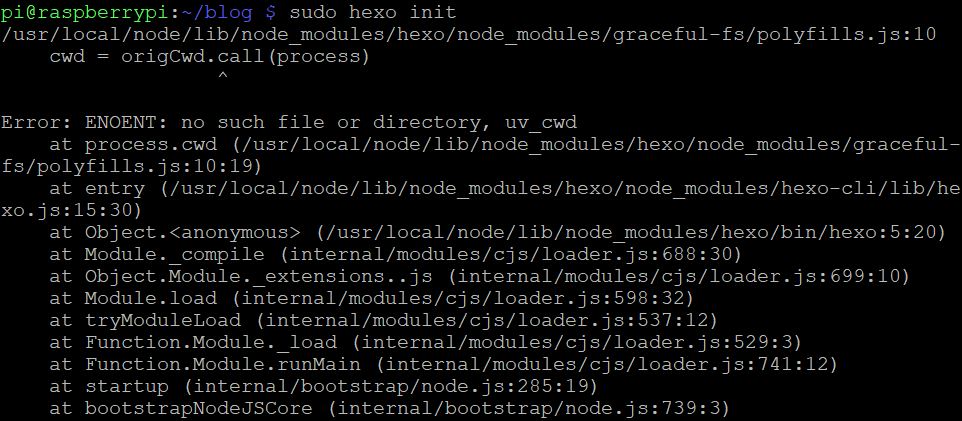 pi@raspberrypi:~/blog $ sudo hexo init
/usr/local/node/lib/node_modules/hexo/node_modules/graceful-fs/polyfills.js:10
    cwd = origCwd.call(process)
                  ^
Error: ENOENT: no such file or directory, uv_cwd
    at process.cwd (/usr/local/node/lib/node_modules/hexo/node_modules/graceful-
fs/polyfills.js:10:19)
    at entry (/usr/local/node/lib/node_modules/hexo/node_modules/hexo-cli/lib/he
xo.js:15:30)
    at Object.<anonymous> (/usr/local/node/lib/node_modules/hexo/bin/hexo:5:20)
    at Module._compile (internal/modules/cjs/loader.js:688:30)
    at Object.Module._extensions..js (internal/modules/cjs/loader.js:699:10)
    at Module.load (internal/modules/cjs/loader.js:598:32)
    at tryModuleLoad (internal/modules/cjs/loader.js:537:12)
    at Function.Module._load (internal/modules/cjs/loader.js:529:3)
    at Function.Module.runMain (internal/modules/cjs/loader.js:741:12)
    at startup (internal/bootstrap/node.js:285:19)
    at bootstrapNodeJSCore (internal/bootstrap/node.js:739:3)